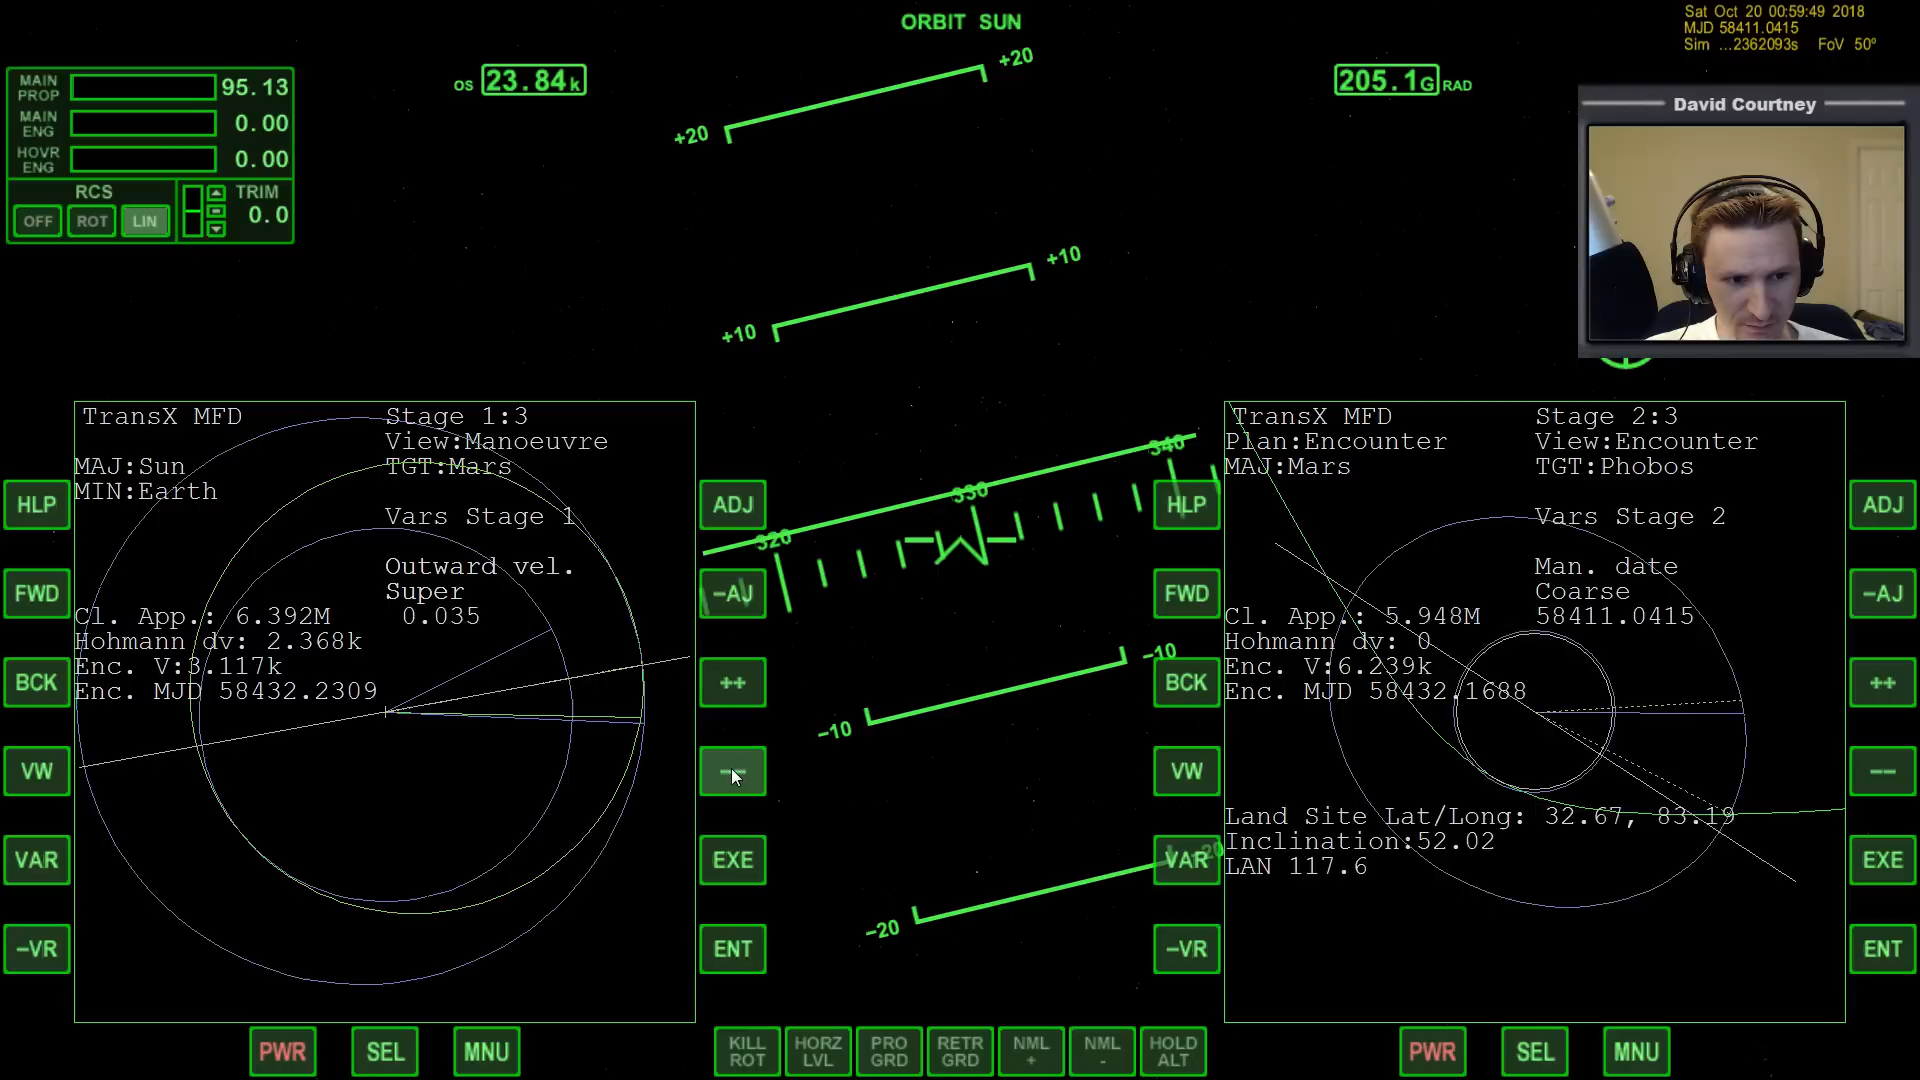 ORBIT SUN
Sat Oct 20 00:59:49 2018
MJD 58411.0415
Sim ...2362093s FoV 50°
MAIN PROP 95.13
MAIN ENG 0.00
HOVR ENG 0.00
RCS
OFF ROT LIN
TRIM
0.0
OS 23.84k
205.1G RAD
David Courtney
+20 +20
+10 +10
340
330
320
-10 -10
-20 -20
TransX MFD Stage 1:3
View:Manoeuvre
MAJ:Sun TGT:Mars
MIN:Earth
Vars Stage 1
Outward vel.
Super
Cl. App.: 6.392M 0.035
Hohmann dv: 2.368k
Enc. V:3.117k
Enc. MJD 58432.2309
HLP
FWD
BCK
VW
VAR
-VR
ADJ
-AJ
++
--
EXE
ENT
PWR SEL MNU
TransX MFD Stage 2:3
Plan:Encounter View:Encounter
MAJ:Mars TGT:Phobos
Vars Stage 2
Man. date
Coarse
Cl. App.: 5.948M 58411.0415
Hohmann dv: 0
Enc. V:6.239k
Enc. MJD 58432.1688
Land Site Lat/Long: 32.67, 83.19
Inclination:52.02
LAN 117.6
HLP
FWD
BCK
VW
VAR
-VR
ADJ
-AJ
++
--
EXE
ENT
KILL ROT
HORZ LVL
PRO GRD
RETR GRD
NML +
NML -
HOLD ALT
PWR SEL MNU